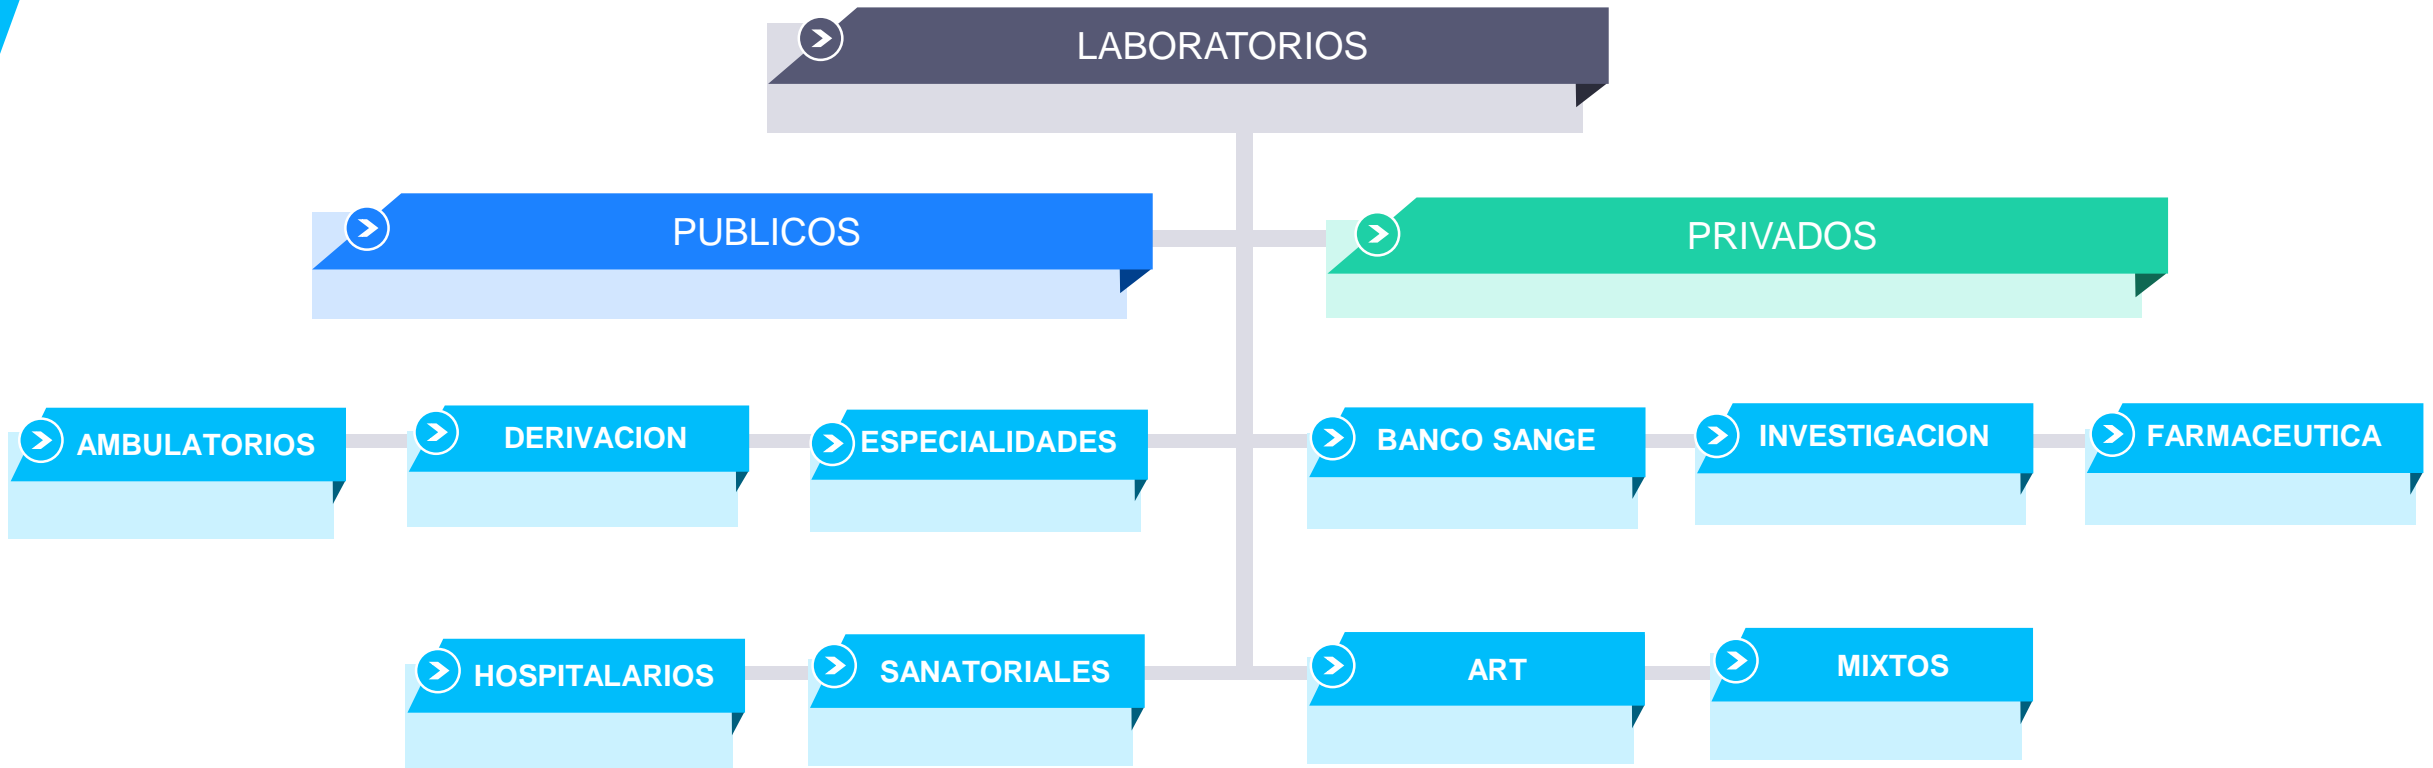 LABORATORIOS
PUBLICOS
PRIVADOS
AMBULATORIOS
DERIVACION
ESPECIALIDADES
BANCO SANGE
INVESTIGACION
FARMACEUTICA
HOSPITALARIOS
SANATORIALES
ART
MIXTOS